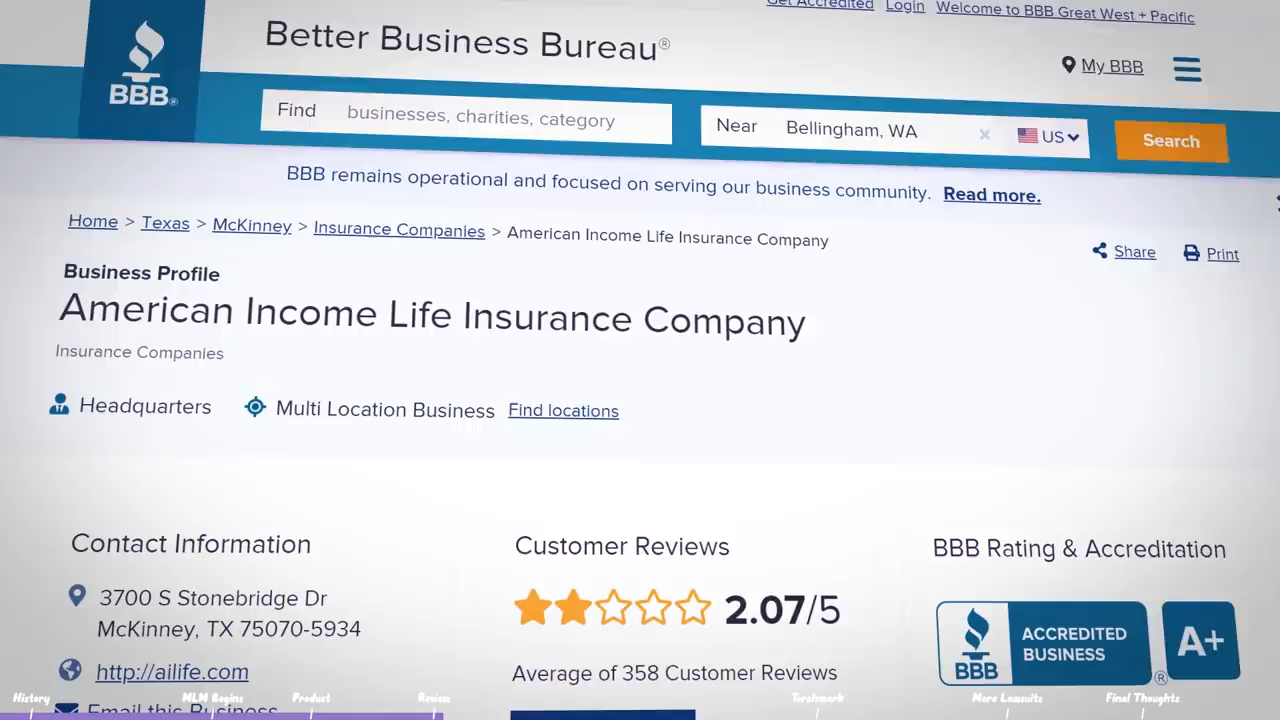 Get Accredited Login Welcome to BBB Great West + Pacific
Better Business Bureau®
BBB®
My BBB
Find businesses, charities, category
Near Bellingham, WA × US
Search
BBB remains operational and focused on serving our business community. Read more.
Home > Texas > McKinney > Insurance Companies > American Income Life Insurance Company
Share Print
Business Profile
American Income Life Insurance Company
Insurance Companies
Headquarters Multi Location Business Find locations
Contact Information
3700 S Stonebridge Dr
McKinney, TX 75070-5934
http://ailife.com
Email this Business
Customer Reviews
2.07/5
Average of 358 Customer Reviews
BBB Rating & Accreditation
BBB ACCREDITED
BUSINESS
®
A+
History MLM Begins Product Review Torchmark More Lawsuits Final Thoughts